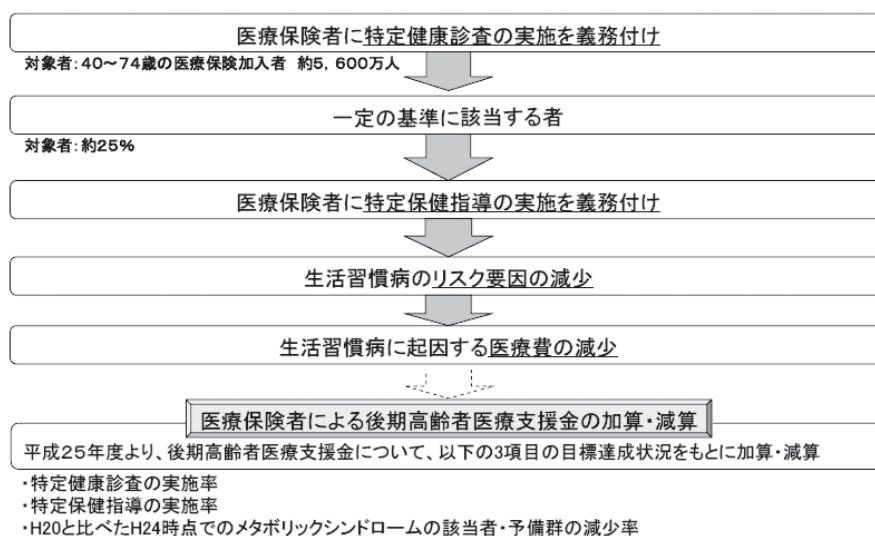 医療保険者に特定健康診査の実施を義務付け
対象者:40～74歳の医療保険加入者 約5,600万人
一定の基準に該当する者
対象者:約25%
医療保険者に特定保健指導の実施を義務付け
生活習慣病のリスク要因の減少
生活習慣病に起因する医療費の減少
医療保険者による後期高齢者医療支援金の加算・減算
平成25年度より、後期高齢者医療支援金について、以下の3項目の目標達成状況をもとに加算・減算
・特定健康診査の実施率
・特定保健指導の実施率
・H20と比べたH24時点でのメタボリックシンドロームの該当者・予備群の減少率